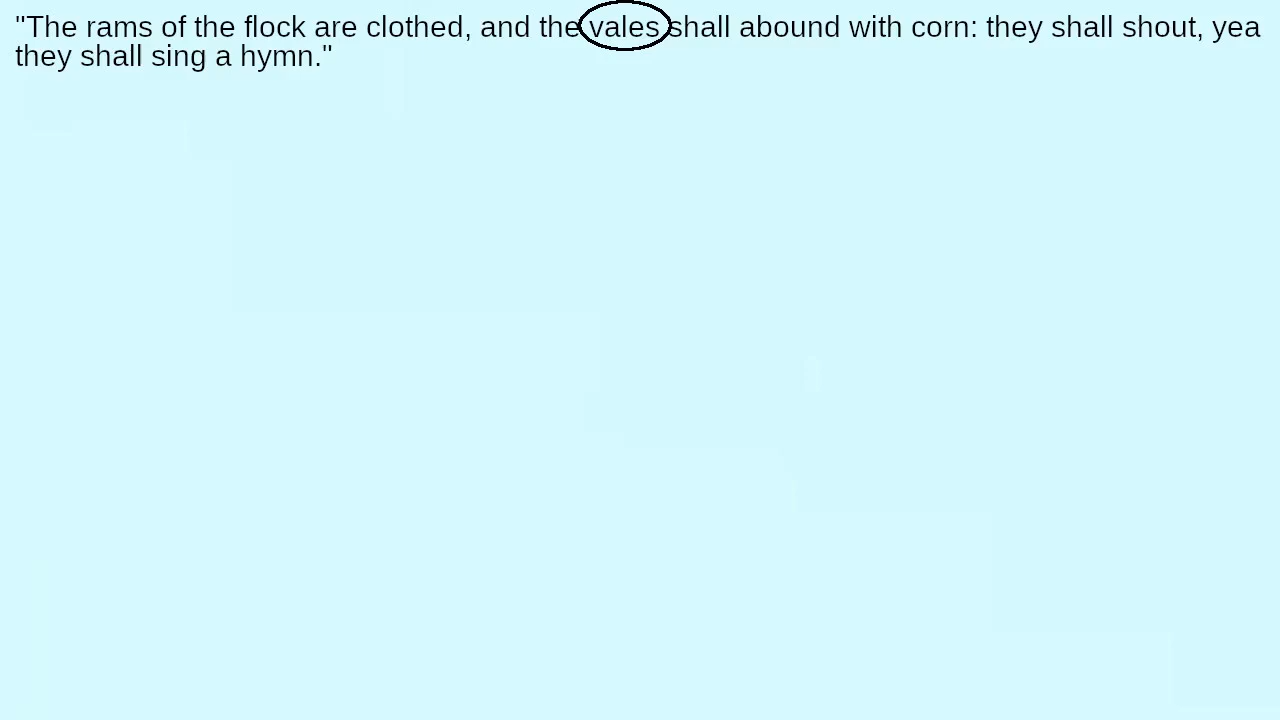 "The rams of the flock are clothed, and the vales shall abound with corn: they shall shout, yea
they shall sing a hymn."